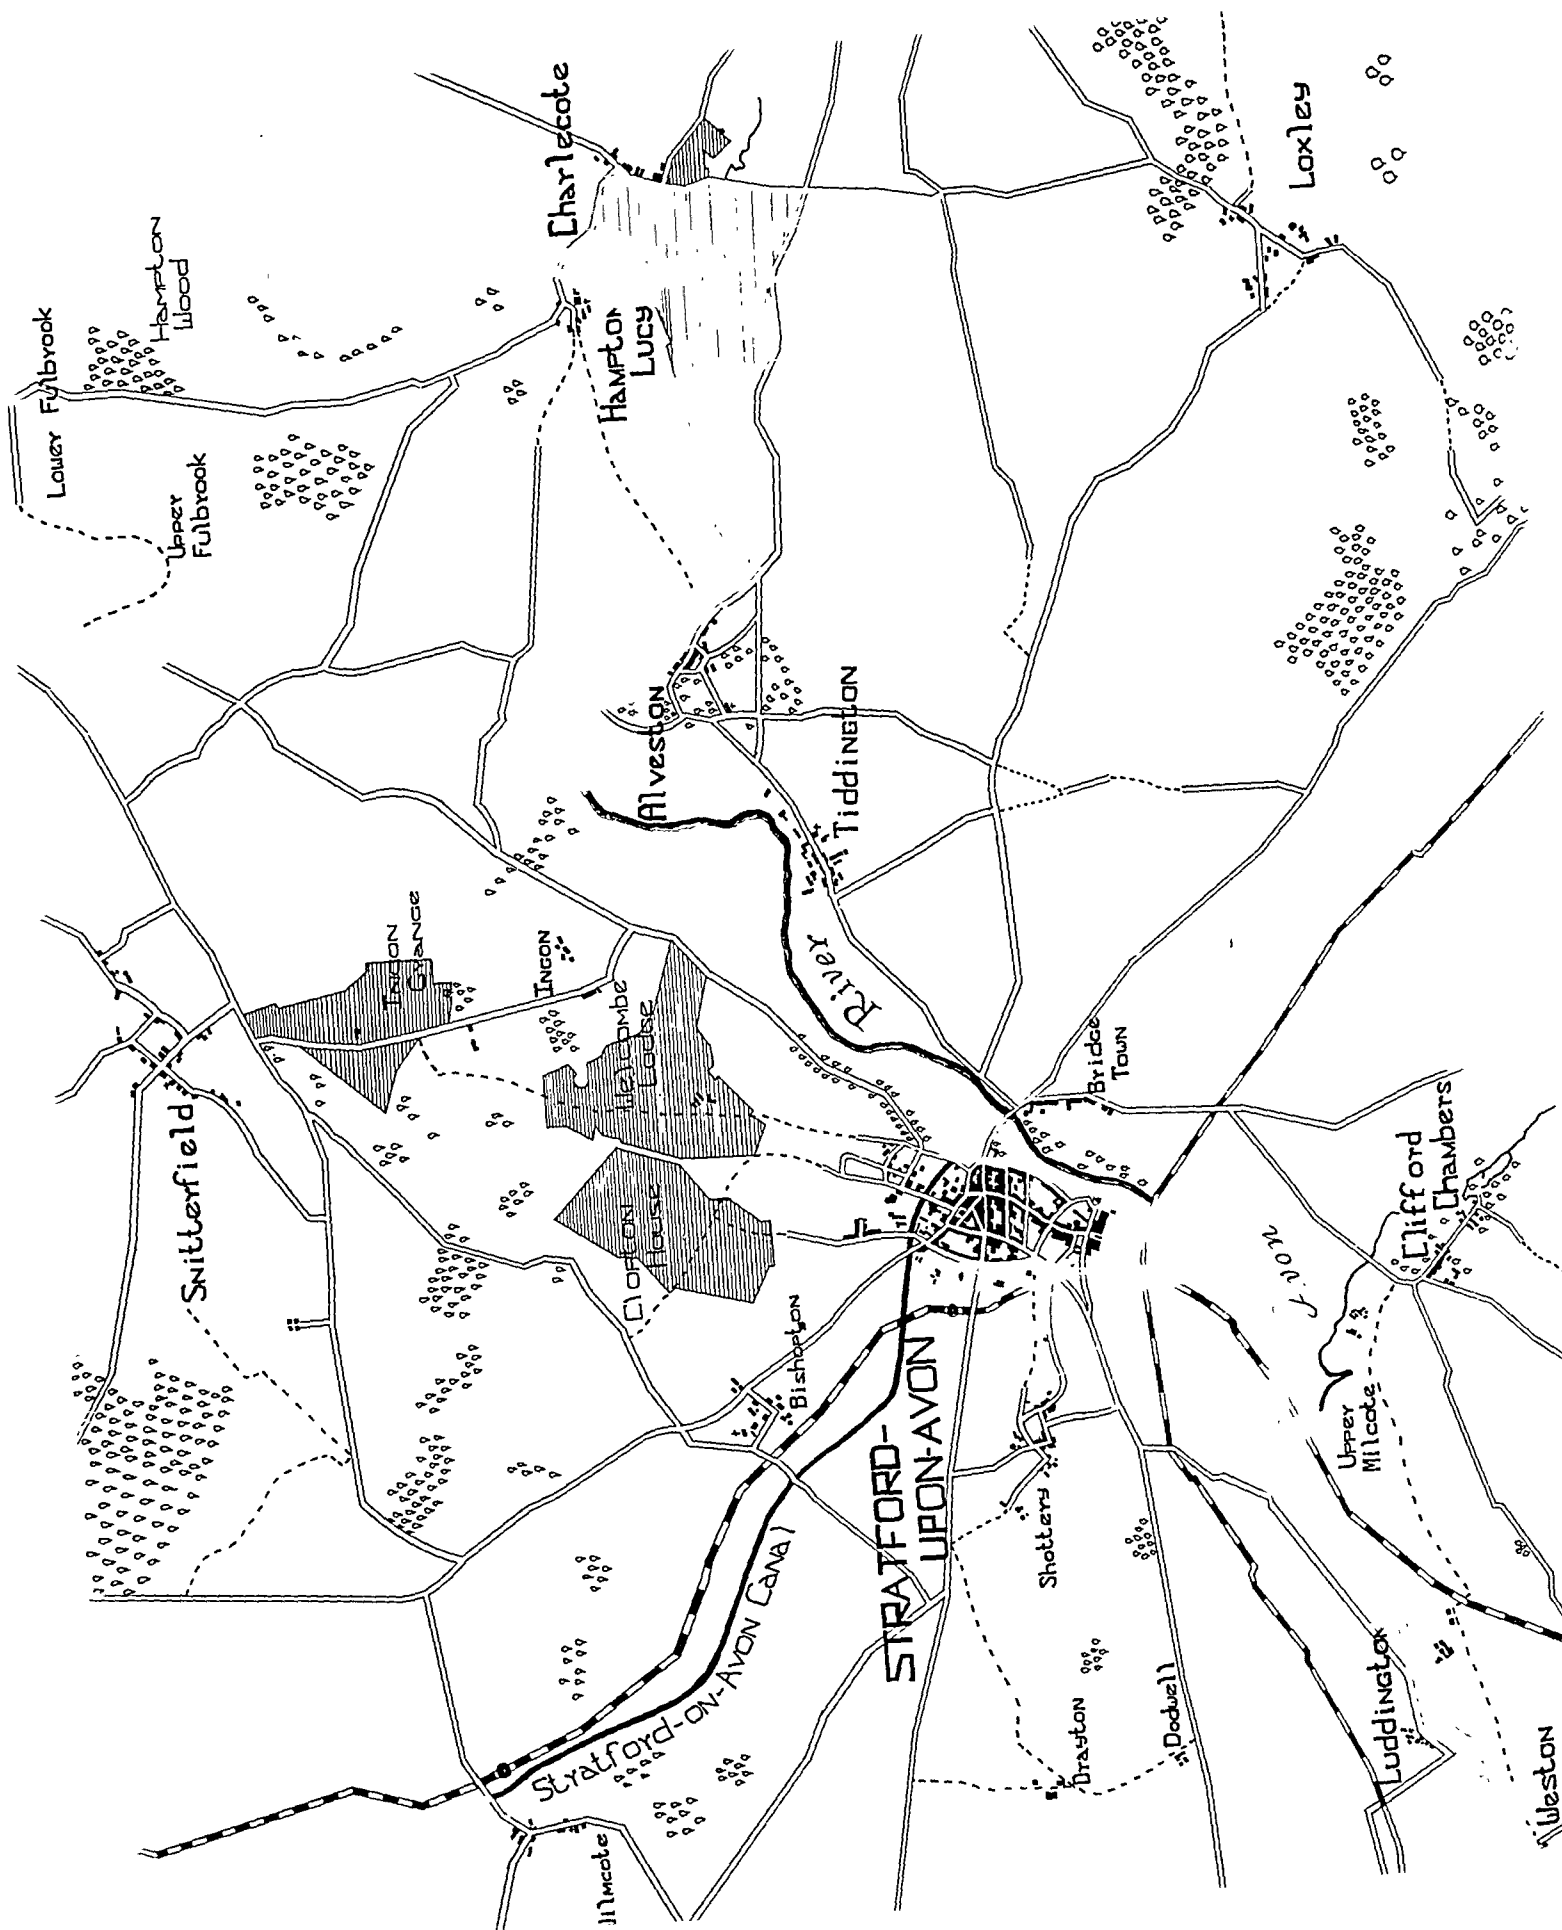 Lower Fulbrook
Hampton
Wood
Upper
Fulbrook
Snitterfield
Ingon
Grange
Ingon
Charlecote
Wilmcote
Hampton
Lucy
Welcombe
Lodge
Clopton
House
Alveston
Stratford-on-Avon Canal
Bishopton
River
Tiddington
STRATFORD-
UPON-AVON
Shottery
Drayton
Bridge
Town
Dodwell
Avon
Loxley
Upper
Milcote
Luddington
Clifford
Chambers
Weston